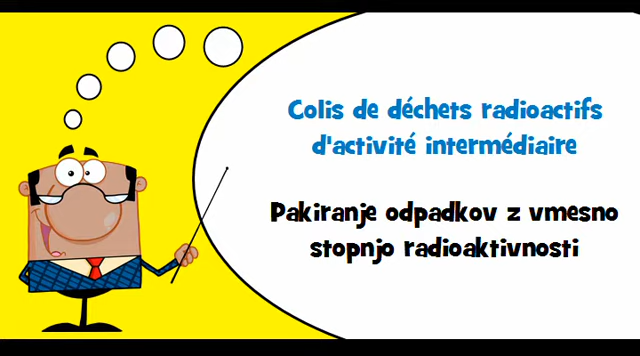 Colis de déchets radioactifs
d'activité intermédiaire
Pakiranje odpadkov z vmesno
stopnjo radioaktivnosti